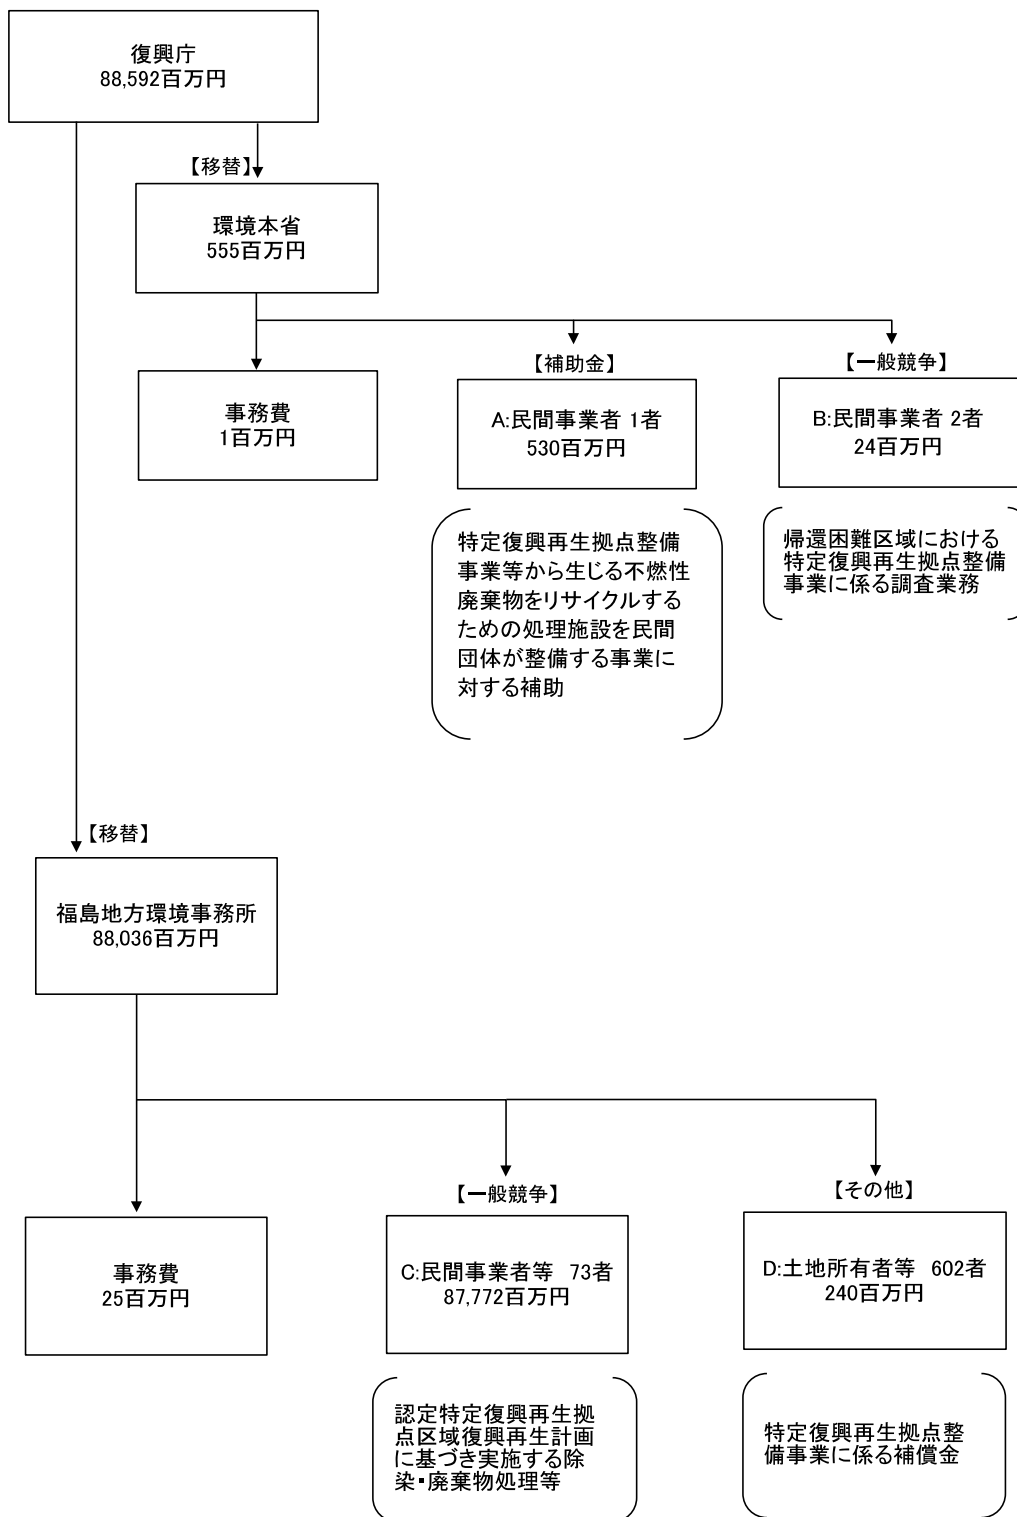 復興庁
88,592百万円
【移替】
環境本省
555百万円
事務費
1百万円
【補助金】
A:民間事業者 1者
530百万円
特定復興再生拠点整備
事業等から生じる不燃性
廃棄物をリサイクルする
ための処理施設を民間
団体が整備する事業に
対する補助
【一般競争】
B:民間事業者 2者
24百万円
帰還困難区域における
特定復興再生拠点整備
事業に係る調査業務
【移替】
福島地方環境事務所
88,036百万円
事務費
25百万円
【一般競争】
C:民間事業者等 73者
87,772百万円
認定特定復興再生拠
点区域復興再生計画
に基づき実施する除
染・廃棄物処理等
【その他】
D:土地所有者等 602者
240百万円
特定復興再生拠点整
備事業に係る補償金